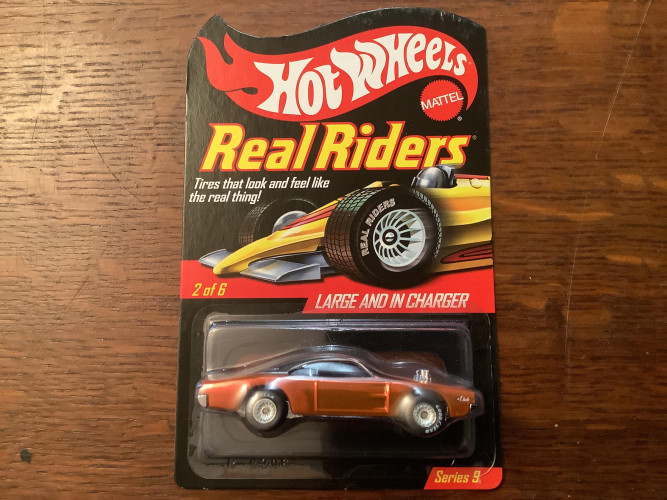 Hot Wheels
MATTEL
®
Real Riders®
Tires that look and feel like
the real thing!
REAL RIDERS
2 of 6
LARGE AND IN CHARGER
Series 9